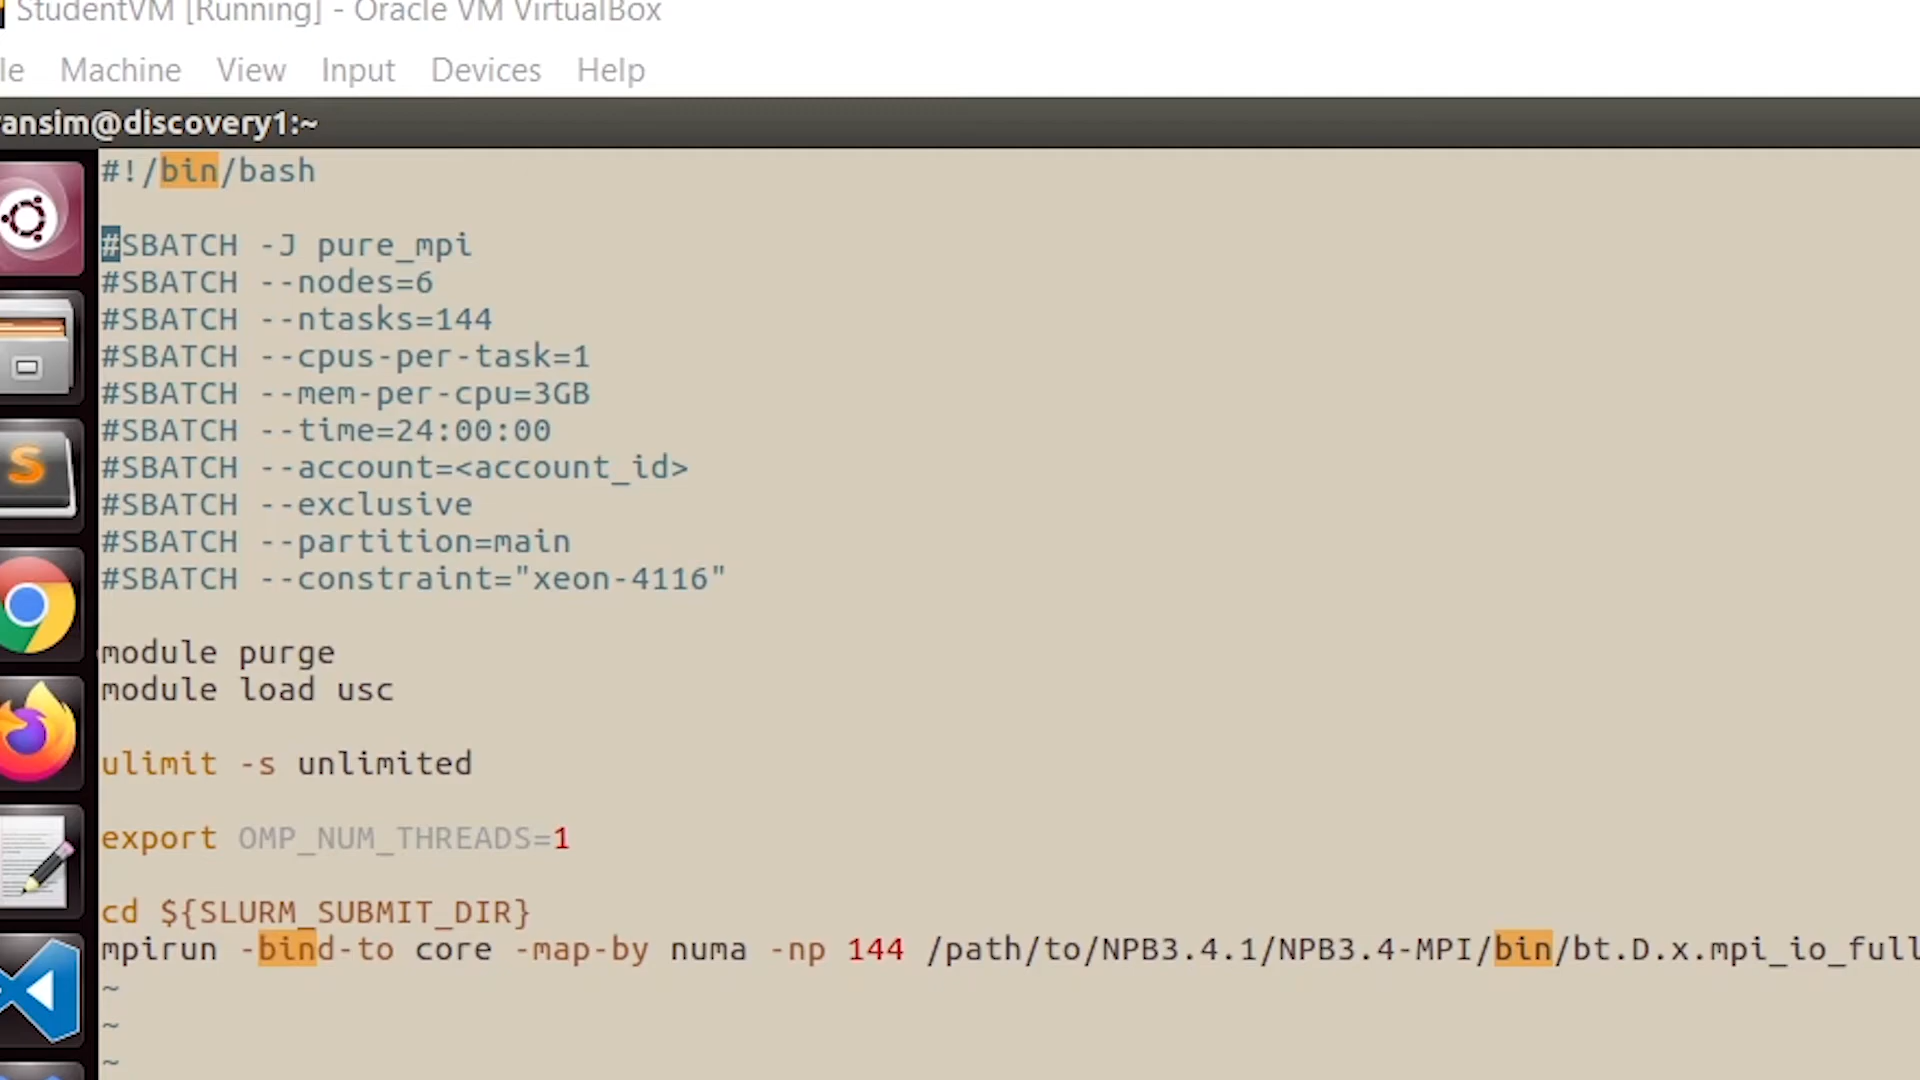 StudentVM [Running] - Oracle VM VirtualBox
le Machine View Input Devices Help
ansim@discovery1:~
#!/bin/bash
#SBATCH -J pure_mpi
#SBATCH --nodes=6
#SBATCH --ntasks=144
#SBATCH --cpus-per-task=1
#SBATCH --mem-per-cpu=3GB
#SBATCH --time=24:00:00
#SBATCH --account=<account_id>
#SBATCH --exclusive
#SBATCH --partition=main
#SBATCH --constraint="xeon-4116"
module purge
module load usc
ulimit -s unlimited
export OMP_NUM_THREADS=1
cd ${SLURM_SUBMIT_DIR}
mpirun -bind-to core -map-by numa -np 144 /path/to/NPB3.4.1/NPB3.4-MPI/bin/bt.D.x.mpi_io_full
~
~
~